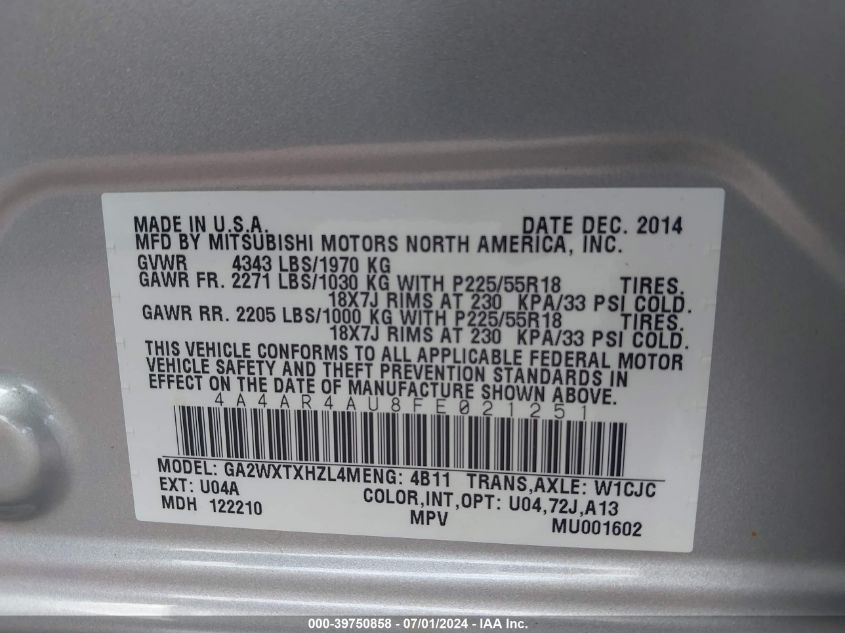 MADE IN U.S.A. DATE DEC. 2014
MFD BY MITSUBISHI MOTORS NORTH AMERICA, INC.
GVWR 4343 LBS/1970 KG
GAWR FR. 2271 LBS/1030 KG WITH P225/55R18 TIRES.
18X7J RIMS AT 230 KPA/33 PSI COLD.
GAWR RR. 2205 LBS/1000 KG WITH P225/55R18 TIRES.
18X7J RIMS AT 230 KPA/33 PSI COLD.
THIS VEHICLE CONFORMS TO ALL APPLICABLE FEDERAL MOTOR
VEHICLE SAFETY AND THEFT PREVENTION STANDARDS IN
EFFECT ON THE DATE OF MANUFACTURE SHOWN ABOVE.
4A4AR4AU8FE021251
MODEL: GA2WXTXHZL4MENG: 4B11 TRANS,AXLE: W1CJC
EXT: U04A COLOR,INT,OPT: U04,72J,A13
MDH 122210 MPV MU001602
000-39750858 - 07/01/2024 - IAA Inc.